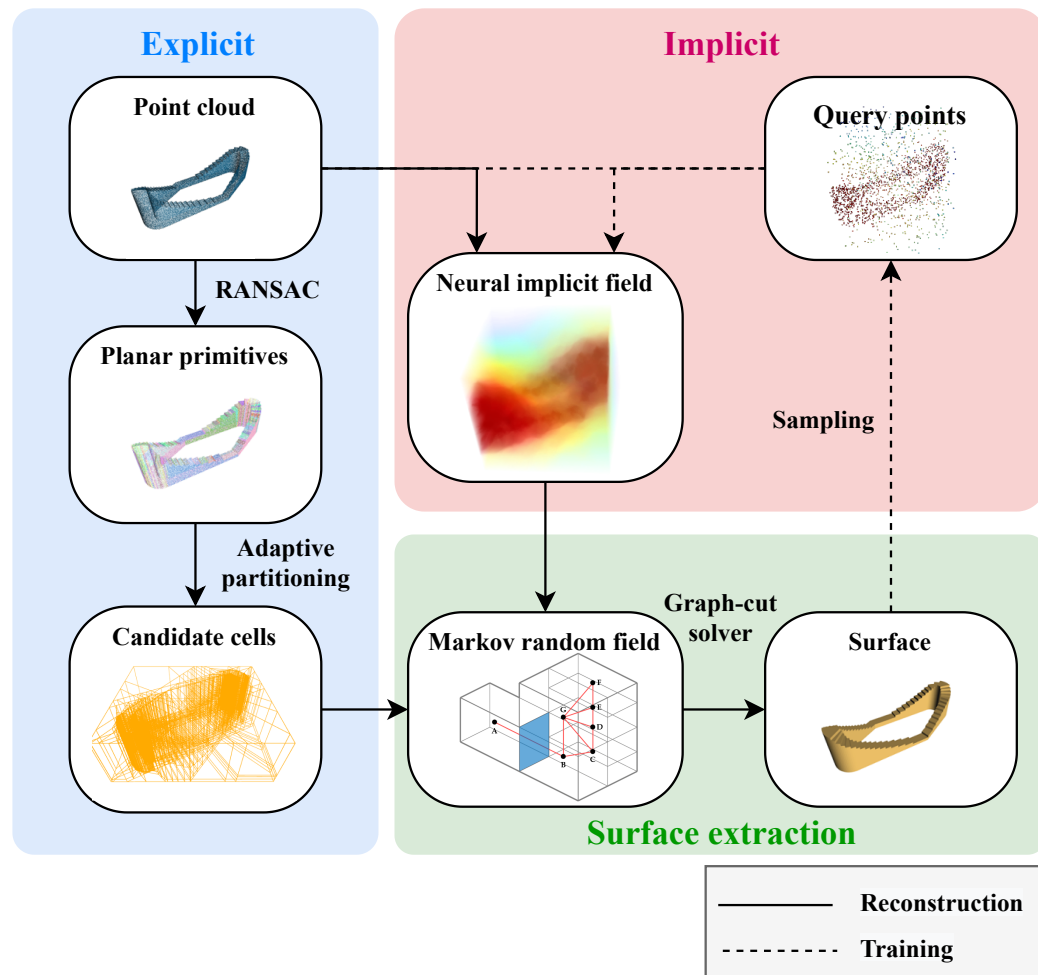 Explicit
Implicit
Point cloud
Query points
RANSAC
Neural implicit field
Planar primitives
Sampling
Adaptive
partitioning
Graph-cut
solver
Candidate cells
Markov random field
Surface
F
G
E
A
D
B
C
Surface extraction
Reconstruction
Training